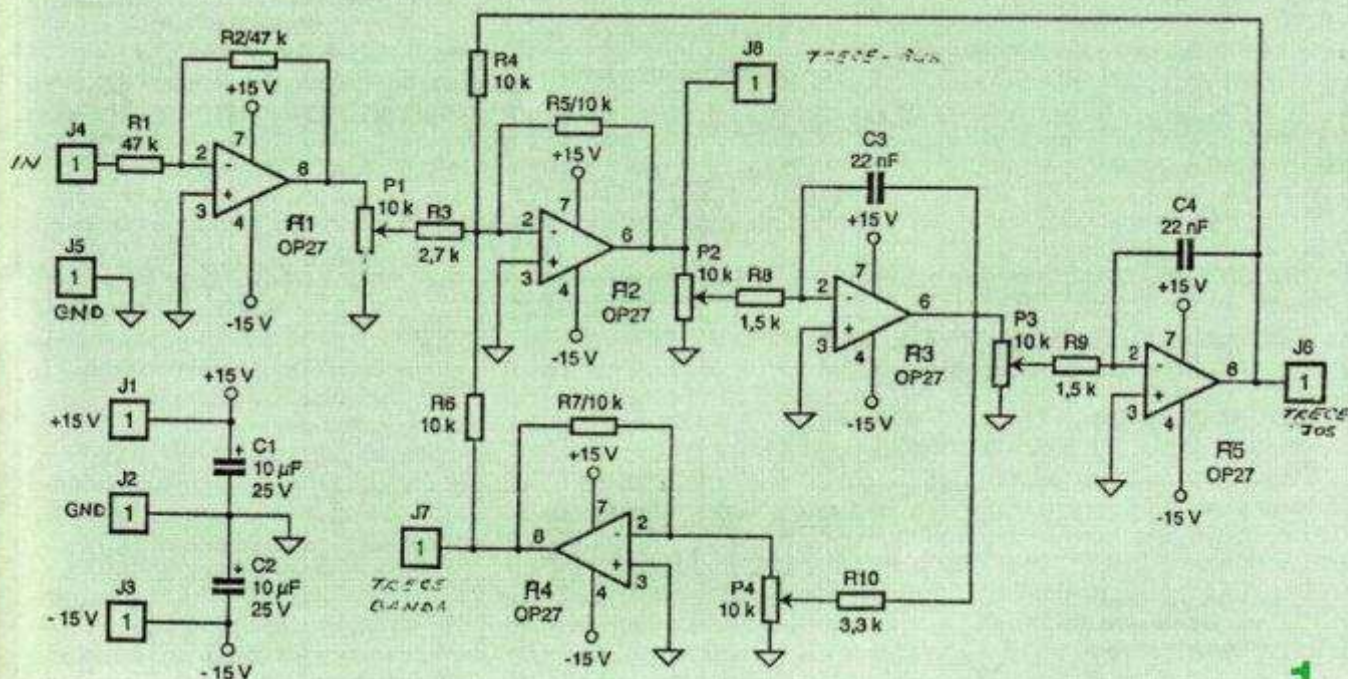 R2/47 k
+15 V
J4
1
R1
47 k
IN
2
-
7
6
+
3
4
-15 V
R1
OP27
J5
1
GND
P1
10 k
R3
2,7 k
R4
10 k
R5/10 k
+15 V
2
-
7
6
+
3
4
-15 V
R2
OP27
J8
1
P2
10 k
R8
1,5 k
C3
22 nF
+15 V
2
-
7
6
+
3
4
-15 V
R3
OP27
P3
10 k
R9
1,5 k
C4
22 nF
+15 V
2
-
7
6
+
3
4
-15 V
R5
OP27
J6
1
TRECE
JOS
J1
+15 V
1
+15 V
+
C1
10 µF
25 V
J2
GND
1
+
C2
10 µF
25 V
J3
- 15 V
1
- 15 V
R6
10 k
R7/10 k
+15 V
J7
1
TRECE
BANDA
6
7
-
2
+
3
4
-15 V
R4
OP27
P4
10 k
R10
3,3 k
1